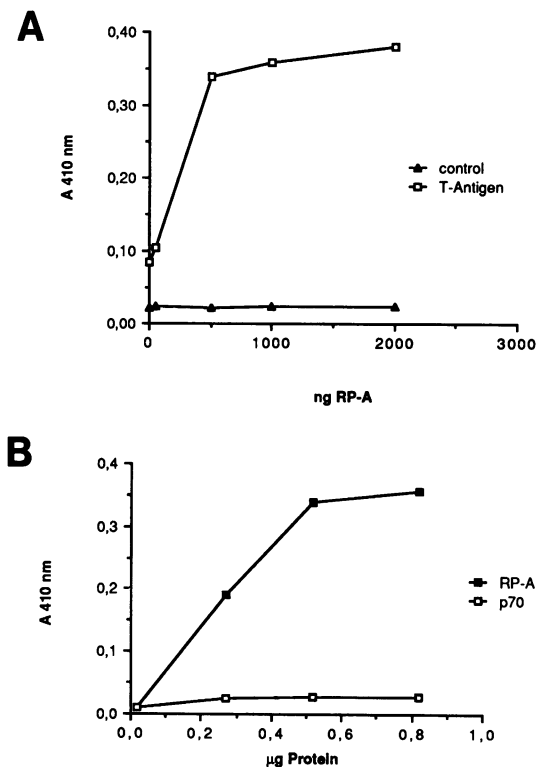 A
0,40
0,30
0,20
0,10
0,00
A 410 nm
control
T-Antigen
0 1000 2000 3000
ng RP-A
B
0,4
0,3
0,2
0,1
0,0
A 410 nm
RP-A
p70
0,0 0,2 0,4 0,6 0,8 1,0
µg Protein